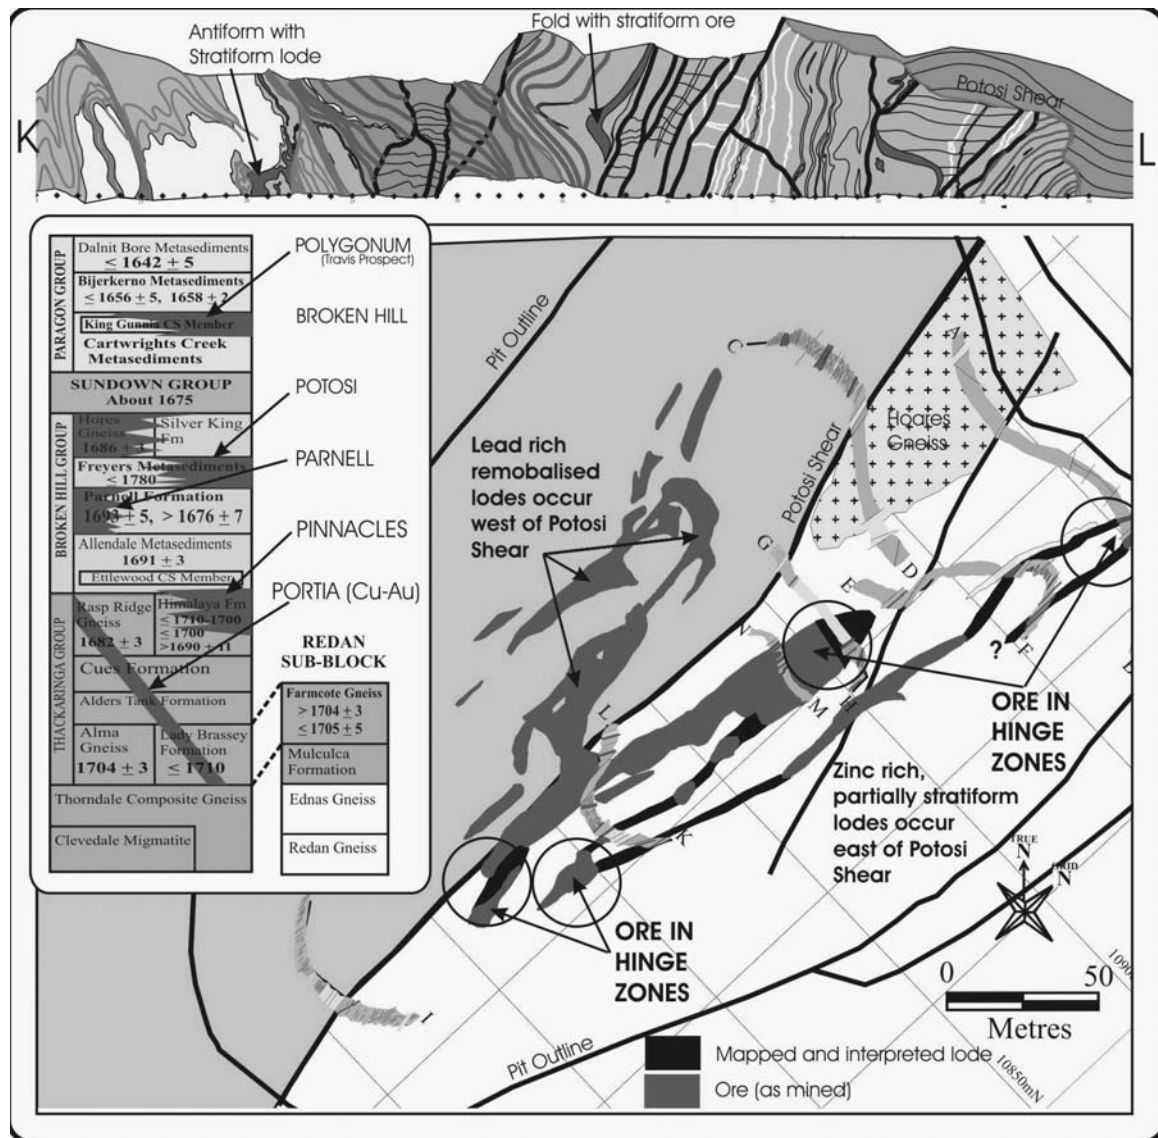 Antiform with
Stratiform lode
Fold with stratiform ore
Potosi Shear
K
L
PARAGON GROUP
Dalnit Bore Metasediments
≤ 1642 ± 5
Bijerkerno Metasediments
≤ 1656 ± 5, 1658 ± 2
King Gunnia CS Member
Cartwrights Creek
Metasediments
SUNDOWN GROUP
About 1675
BROKEN HILL GROUP
Hores
Gneiss
1686 ± 3
Silver King
Fm
Freyers Metasediments
≤ 1780
Parnell Formation
1693 ± 5, > 1676 ± 7
Allendale Metasediments
1691 ± 3
Ettlewood CS Member
THACKARINGA GROUP
Rasp Ridge
Gneiss
1682 ± 3
Himalaya Fm
≤ 1710-1700
≤ 1700
>1690 ± 11
Cues Formation
Alders Tank Formation
Alma
Gneiss
1704 ± 3
Lady Brassey
Formation
≤ 1710
Thorndale Composite Gneiss
Clevedale Migmatite
POLYGONUM
(Travis Prospect)
BROKEN HILL
POTOSI
PARNELL
PINNACLES
PORTIA (Cu-Au)
REDAN
SUB-BLOCK
Farmcote Gneiss
> 1704 ± 3
≤ 1705 ± 5
Mulculca
Formation
Ednas Gneiss
Redan Gneiss
Pit Outline
C
A
Hoares
Gneiss
Potosi Shear
Lead rich
remobalised
lodes occur
west of Potosi
Shear
G
D
E
F
?
N
M
H
L
K
I
ORE IN
HINGE
ZONES
Zinc rich,
partially stratiform
lodes occur
east of Potosi
Shear
ORE IN
HINGE
ZONES
TRUE
N
GRID
N
0 50
Metres
10850mN
Pit Outline
Mapped and interpreted lode
Ore (as mined)